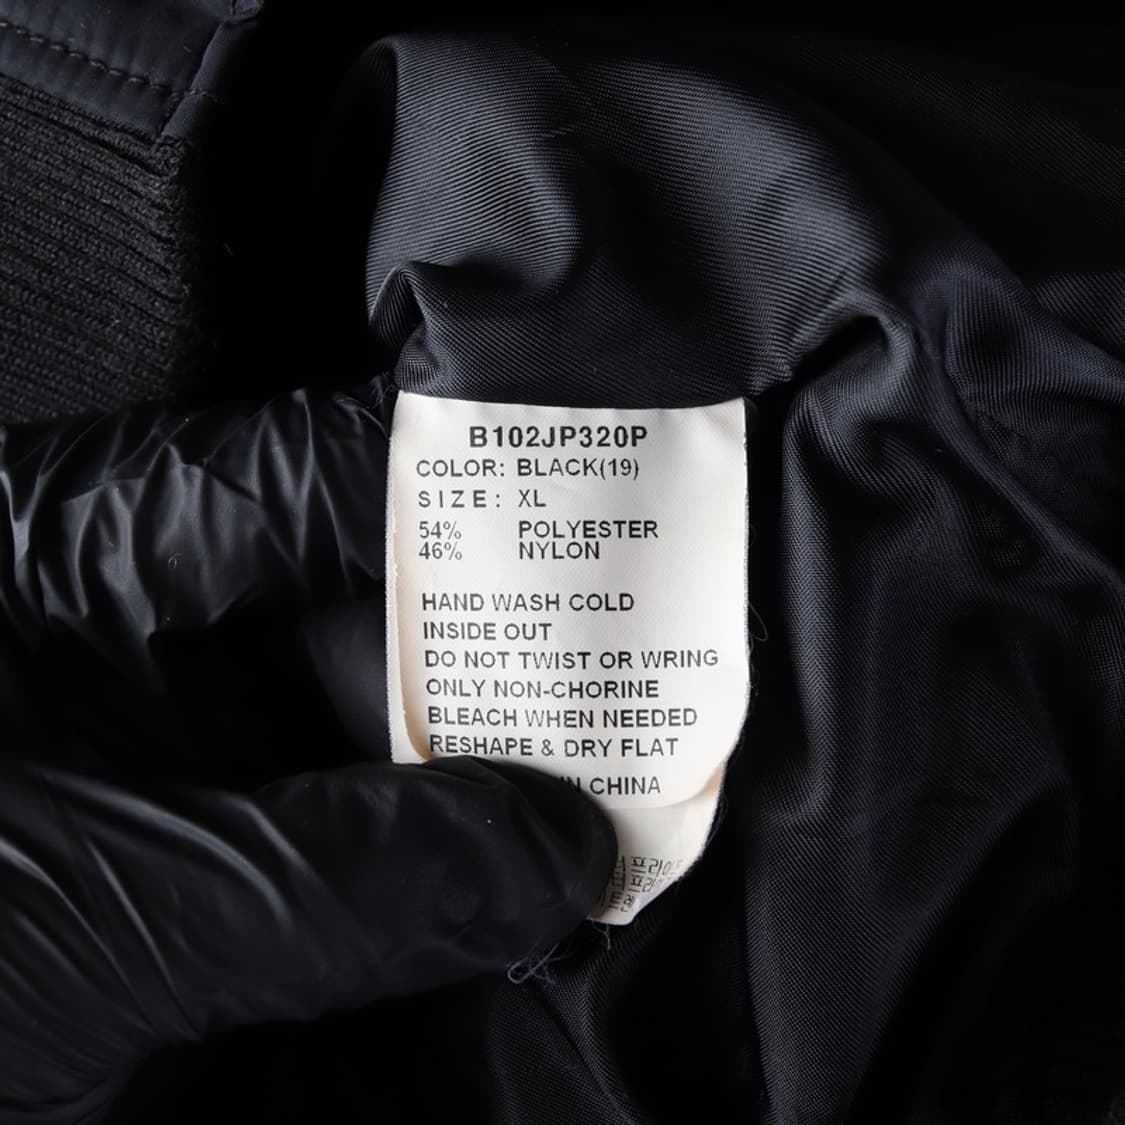 B102JP320P
COLOR: BLACK(19)
SIZE: XL
54% POLYESTER
46% NYLON
HAND WASH COLD
INSIDE OUT
DO NOT TWIST OR WRING
ONLY NON-CHORINE
BLEACH WHEN NEEDED
RESHAPE & DRY FLAT
IN CHINA